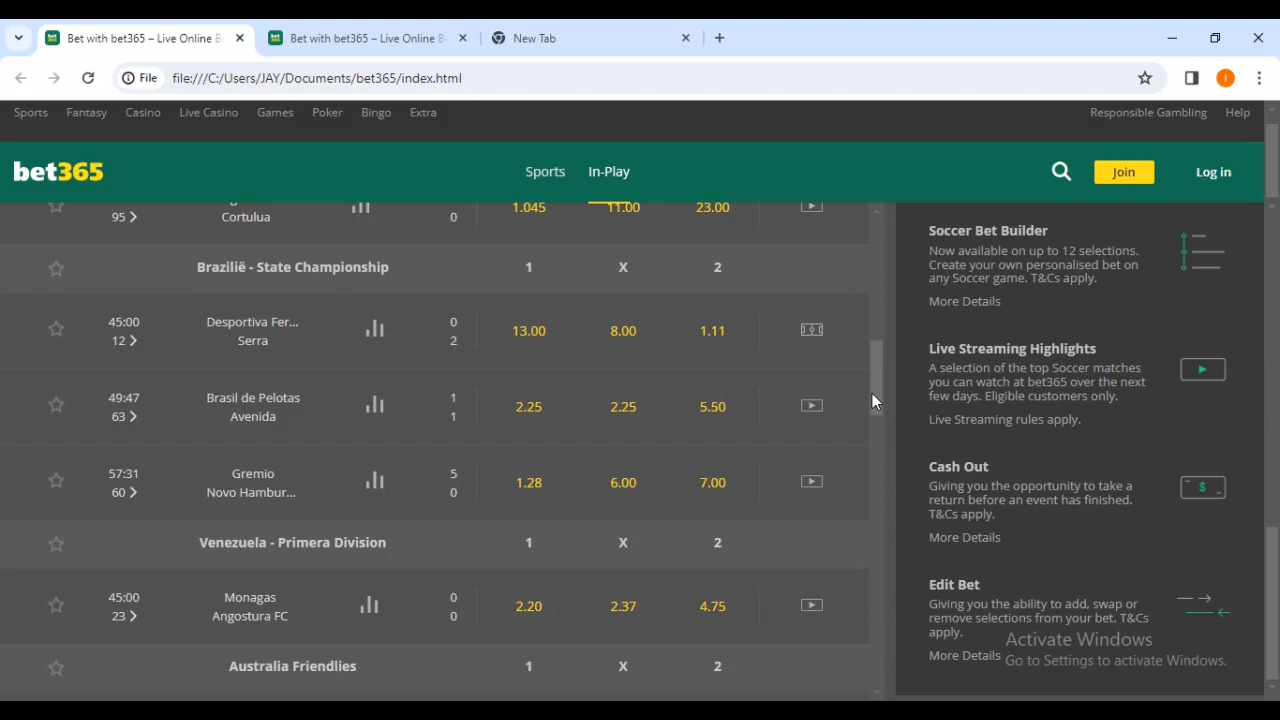 Bet with bet365 – Live Online B
Bet with bet365 – Live Online B
New Tab
File file:///C:/Users/JAY/Documents/bet365/index.html
Sports Fantasy Casino Live Casino Games Poker Bingo Extra Responsible Gambling Help
bet365 Sports In-Play Join Log in
95 Cortulua 0 1.045 11.00 23.00
Brazilië - State Championship 1 X 2
45:00 Desportiva Fer... 0
12 Serra 2
13.00 8.00 1.11
49:47 Brasil de Pelotas 1
63 Avenida 1
2.25 2.25 5.50
57:31 Gremio 5
60 Novo Hambur... 0
1.28 6.00 7.00
Venezuela - Primera Division 1 X 2
45:00 Monagas 0
23 Angostura FC 0
2.20 2.37 4.75
Australia Friendlies 1 X 2
Soccer Bet Builder
Now available on up to 12 selections.
Create your own personalised bet on
any Soccer game. T&Cs apply.
More Details
Live Streaming Highlights
A selection of the top Soccer matches
you can watch at bet365 over the next
few days. Eligible customers only.
Live Streaming rules apply.
Cash Out
Giving you the opportunity to take a
return before an event has finished.
T&Cs apply.
More Details
Edit Bet
Giving you the ability to add, swap or
remove selections from your bet. T&Cs
apply.
More Details
Activate Windows
Go to Settings to activate Windows.